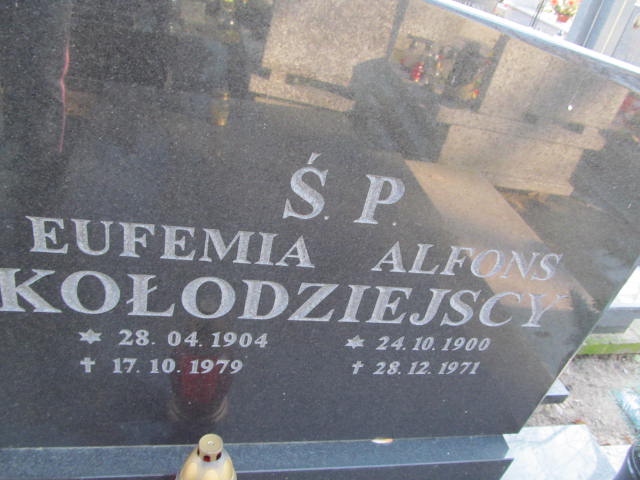 Ś. P.
EUFEMIA ALFONS
KOŁODZIEJSCY
* 28. 04. 1904 * 24. 10. 1900
✝ 17. 10. 1979 ✝ 28. 12. 1971